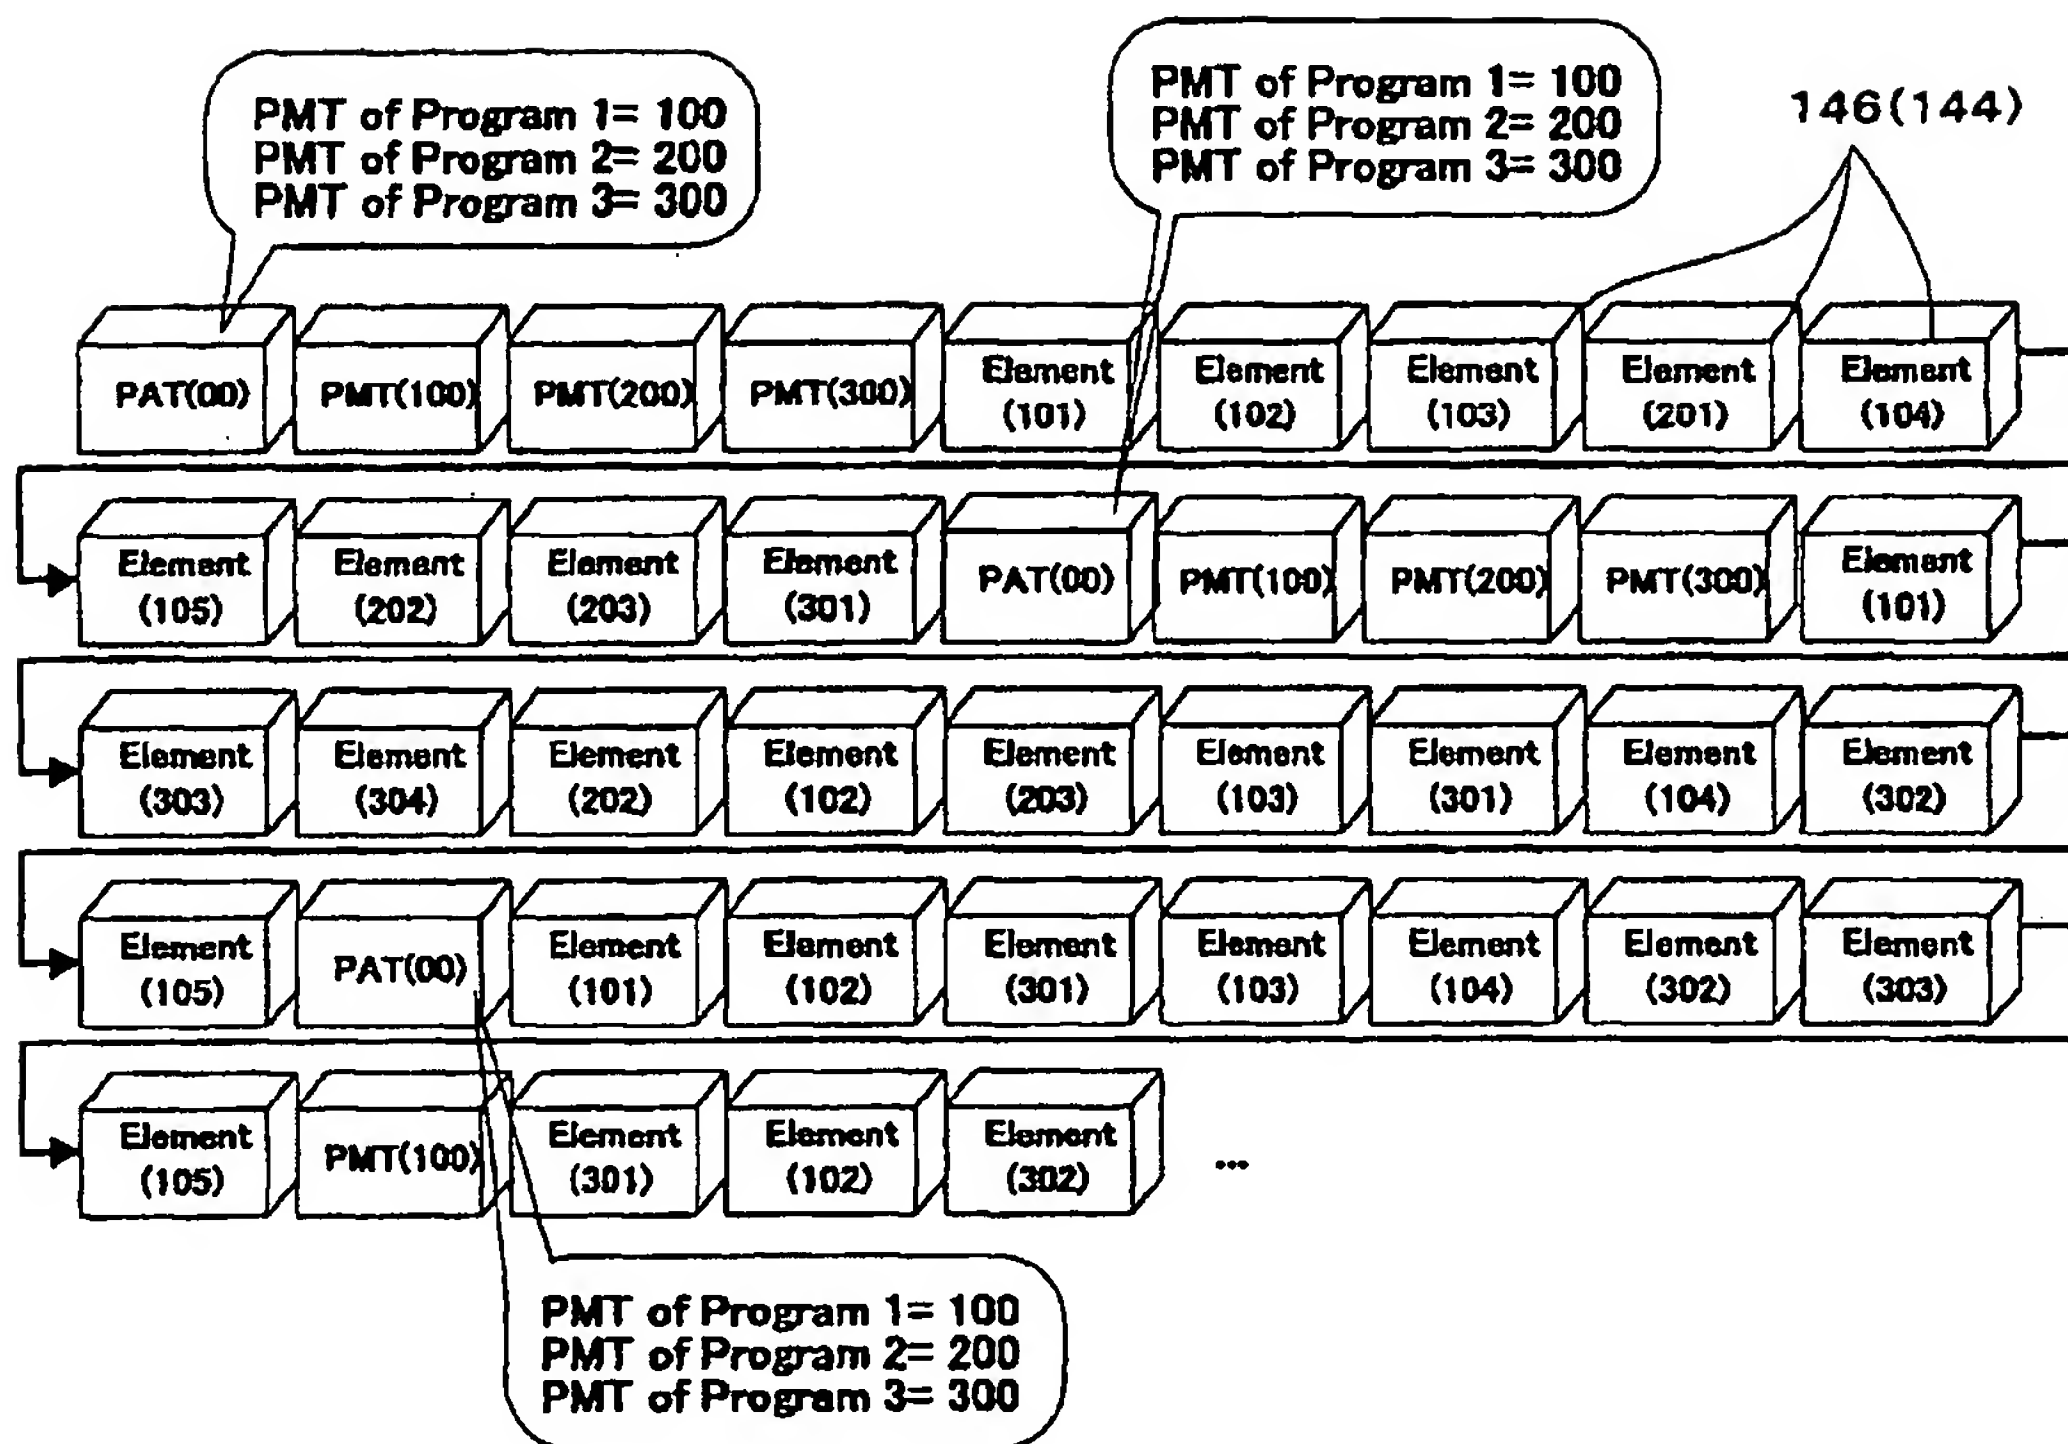 PMT of Program 1= 100
PMT of Program 2= 200
PMT of Program 3= 300
PMT of Program 1= 100
PMT of Program 2= 200
PMT of Program 3= 300
146(144)
PAT(00) PMT(100) PMT(200) PMT(300) Element (101) Element (102) Element (103) Element (201) Element (104)
Element (105) Element (202) Element (203) Element (301) PAT(00) PMT(100) PMT(200) PMT(300) Element (101)
Element (303) Element (304) Element (202) Element (102) Element (203) Element (103) Element (301) Element (104) Element (302)
Element (105) PAT(00) Element (101) Element (102) Element (301) Element (103) Element (104) Element (302) Element (303)
Element (105) PMT(100) Element (301) Element (102) Element (302) ...
PMT of Program 1= 100
PMT of Program 2= 200
PMT of Program 3= 300